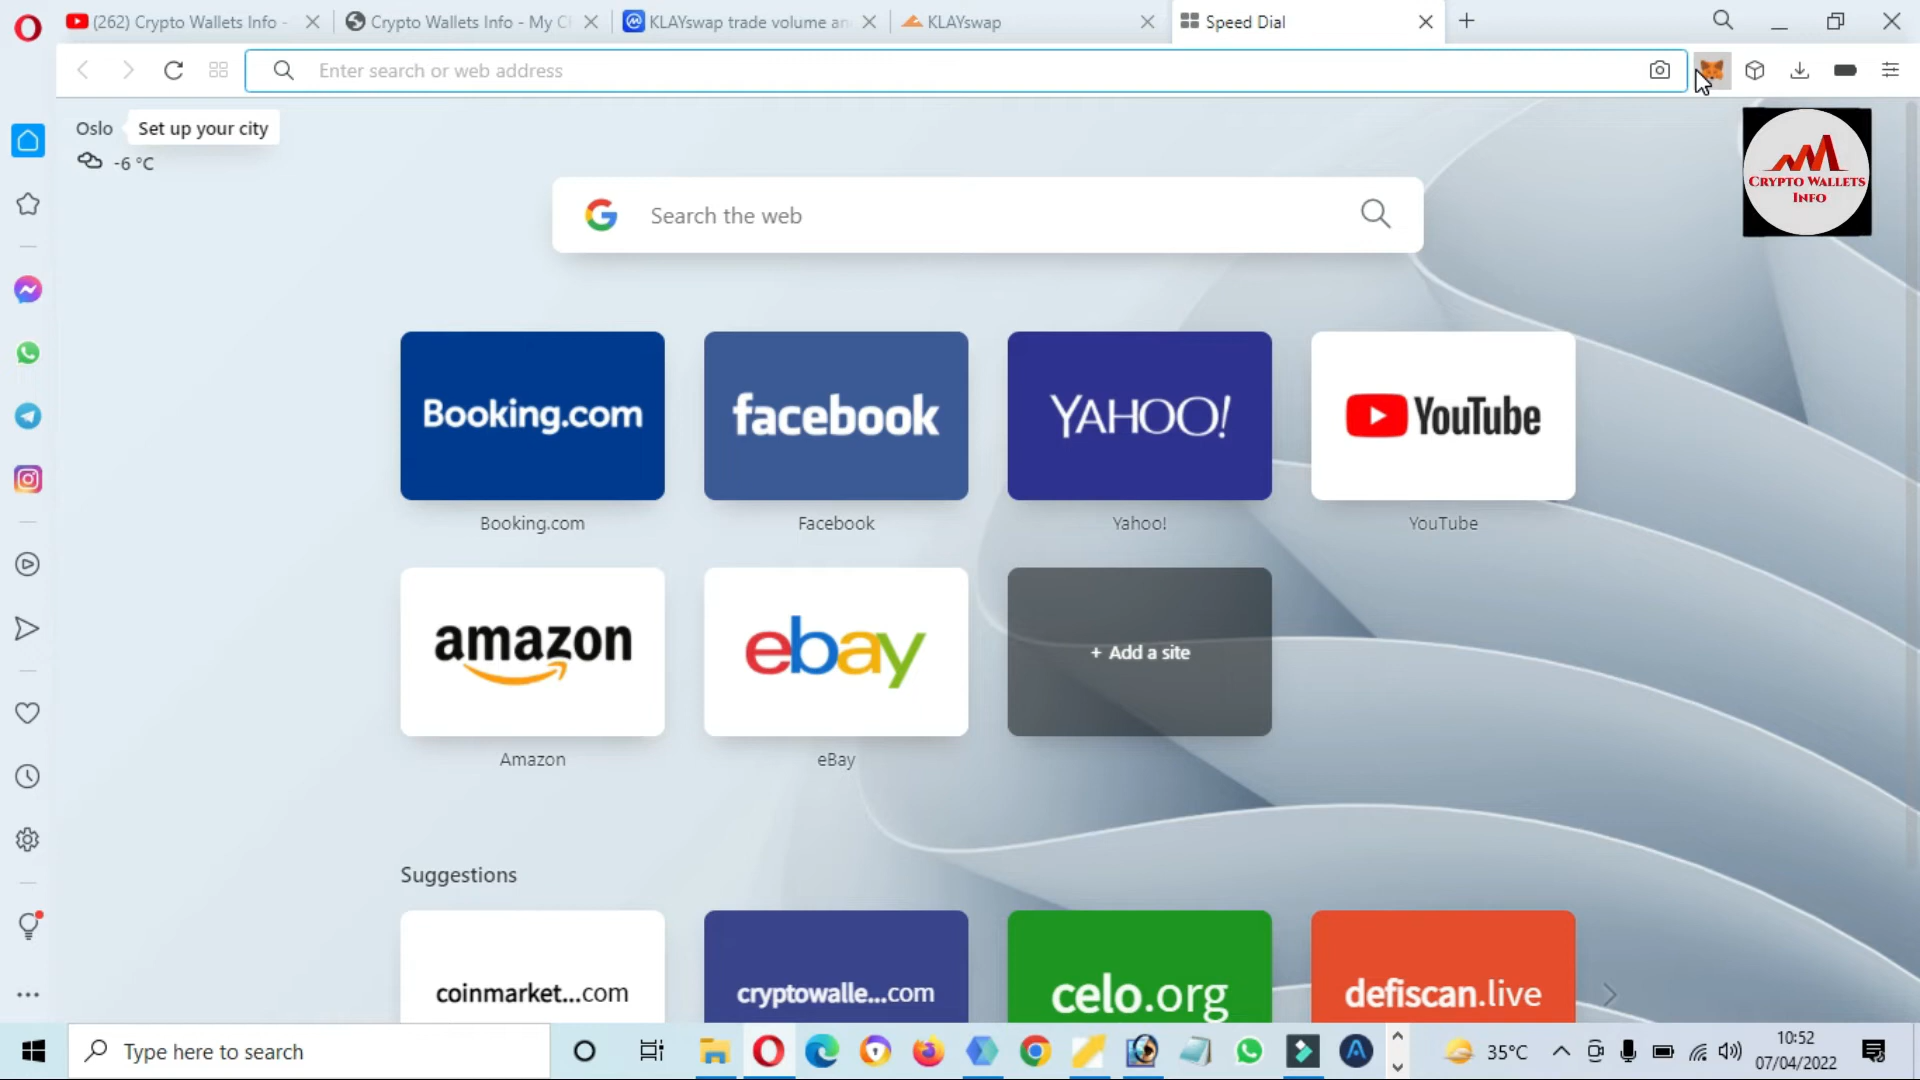 (262) Crypto Wallets Info -
Crypto Wallets Info - My C
KLAYswap trade volume an
KLAYswap
Speed Dial
Enter search or web address
Oslo
Set up your city
-6 °C
CRYPTO WALLETS
INFO
Search the web
Booking.com
facebook
YAHOO!
YouTube
Booking.com
Facebook
Yahoo!
YouTube
amazon
ebay
+ Add a site
Amazon
eBay
Suggestions
coinmarket...com
cryptowalle...com
celo.org
defiscan.live
Type here to search
35°C
10:52
07/04/2022